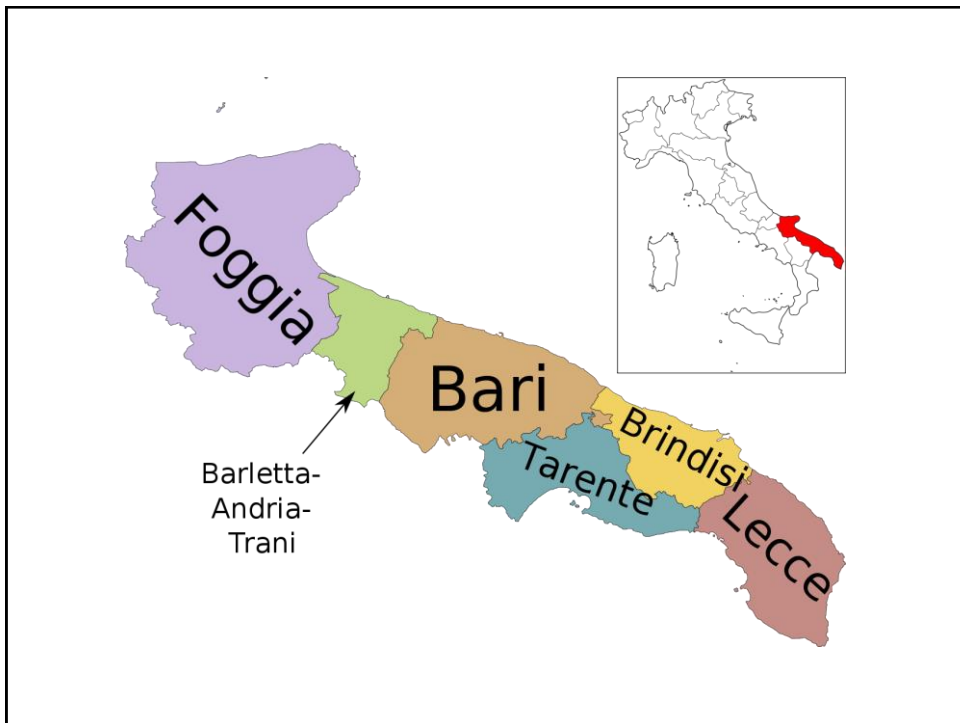 Foggia
Bari
Brindisi
Tarente
Lecce
Barletta-
Andria-
Trani